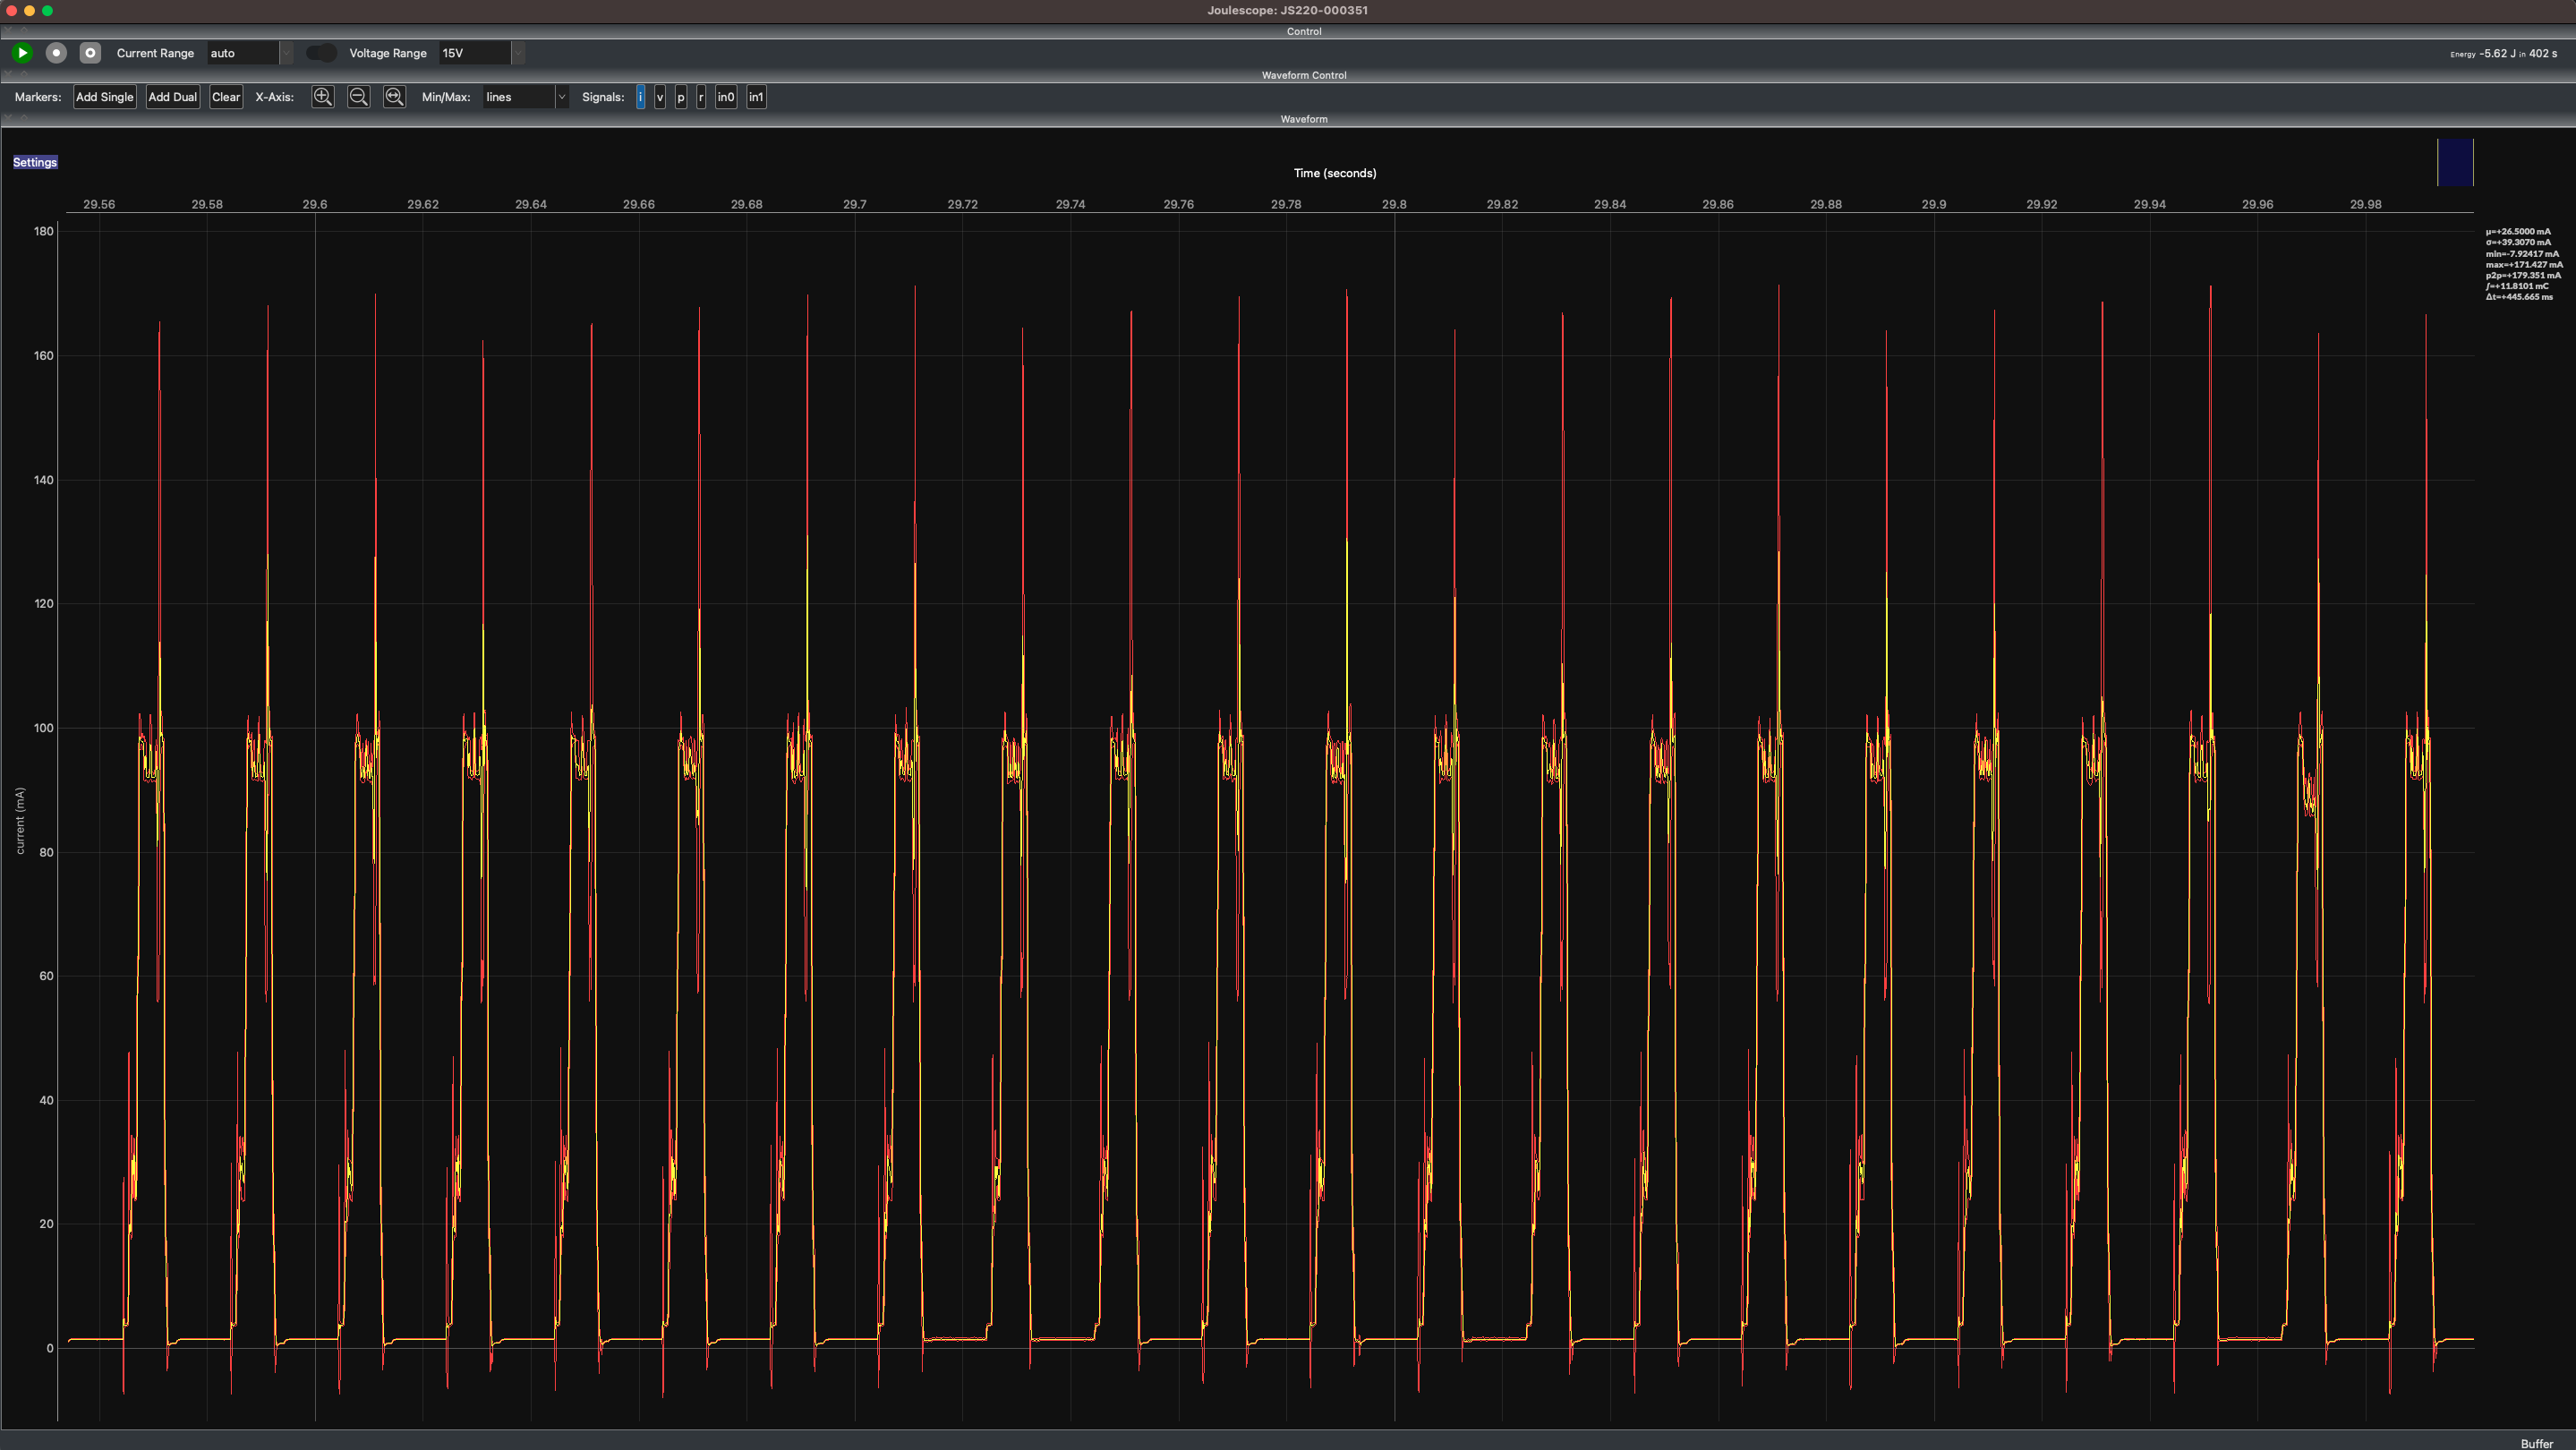 Joulescope: JS220-000351
Control
Current Range auto Voltage Range 15V Energy -5.62 J in 402 s
Waveform Control
Markers: Add Single Add Dual Clear X-Axis: Min/Max: lines Signals: i v p r in0 in1
Waveform
Settings
Time (seconds)
29.56 29.58 29.6 29.62 29.64 29.66 29.68 29.7 29.72 29.74 29.76 29.78 29.8 29.82 29.84 29.86 29.88 29.9 29.92 29.94 29.96 29.98
180
160
140
120
100
80
60
40
20
0
current (mA)
μ=+26.5000 mA
σ=+39.3070 mA
min=-7.92417 mA
max=+171.427 mA
p2p=+179.351 mA
∫=+11.8101 mC
Δt=+445.665 ms
Buffer